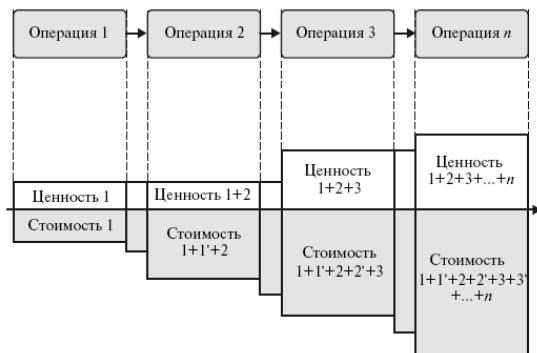 Операция 1
Операция 2
Операция 3
Операция n
Ценность 1
Ценность 1+2
Ценность
1+2+3
Ценность
1+2+3+...+n
Стоимость 1
Стоимость
1+1'+2
Стоимость
1+1'+2+2'+3
Стоимость
1+1'+2+2'+3+3'
+...+n